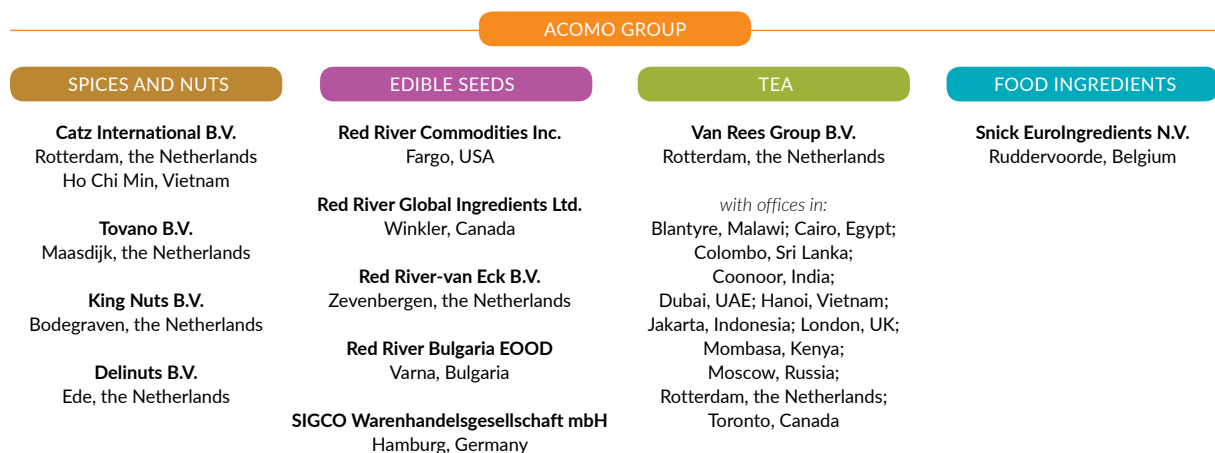 ACOMO GROUP
SPICES AND NUTS
Catz International B.V.
Rotterdam, the Netherlands
Ho Chi Min, Vietnam
Tovano B.V.
Maasdijk, the Netherlands
King Nuts B.V.
Bodegraven, the Netherlands
Delinuts B.V.
Ede, the Netherlands
EDIBLE SEEDS
Red River Commodities Inc.
Fargo, USA
Red River Global Ingredients Ltd.
Winkler, Canada
Red River-van Eck B.V.
Zevenbergen, the Netherlands
Red River Bulgaria EOOD
Varna, Bulgaria
SIGCO Warenhandelsgesellschaft mbH
Hamburg, Germany
TEA
Van Rees Group B.V.
Rotterdam, the Netherlands
with offices in:
Blantyre, Malawi; Cairo, Egypt;
Colombo, Sri Lanka;
Coonoor, India;
Dubai, UAE; Hanoi, Vietnam;
Jakarta, Indonesia; London, UK;
Mombasa, Kenya;
Moscow, Russia;
Rotterdam, the Netherlands;
Toronto, Canada
FOOD INGREDIENTS
Snick EuroIngredients N.V.
Ruddervoorde, Belgium